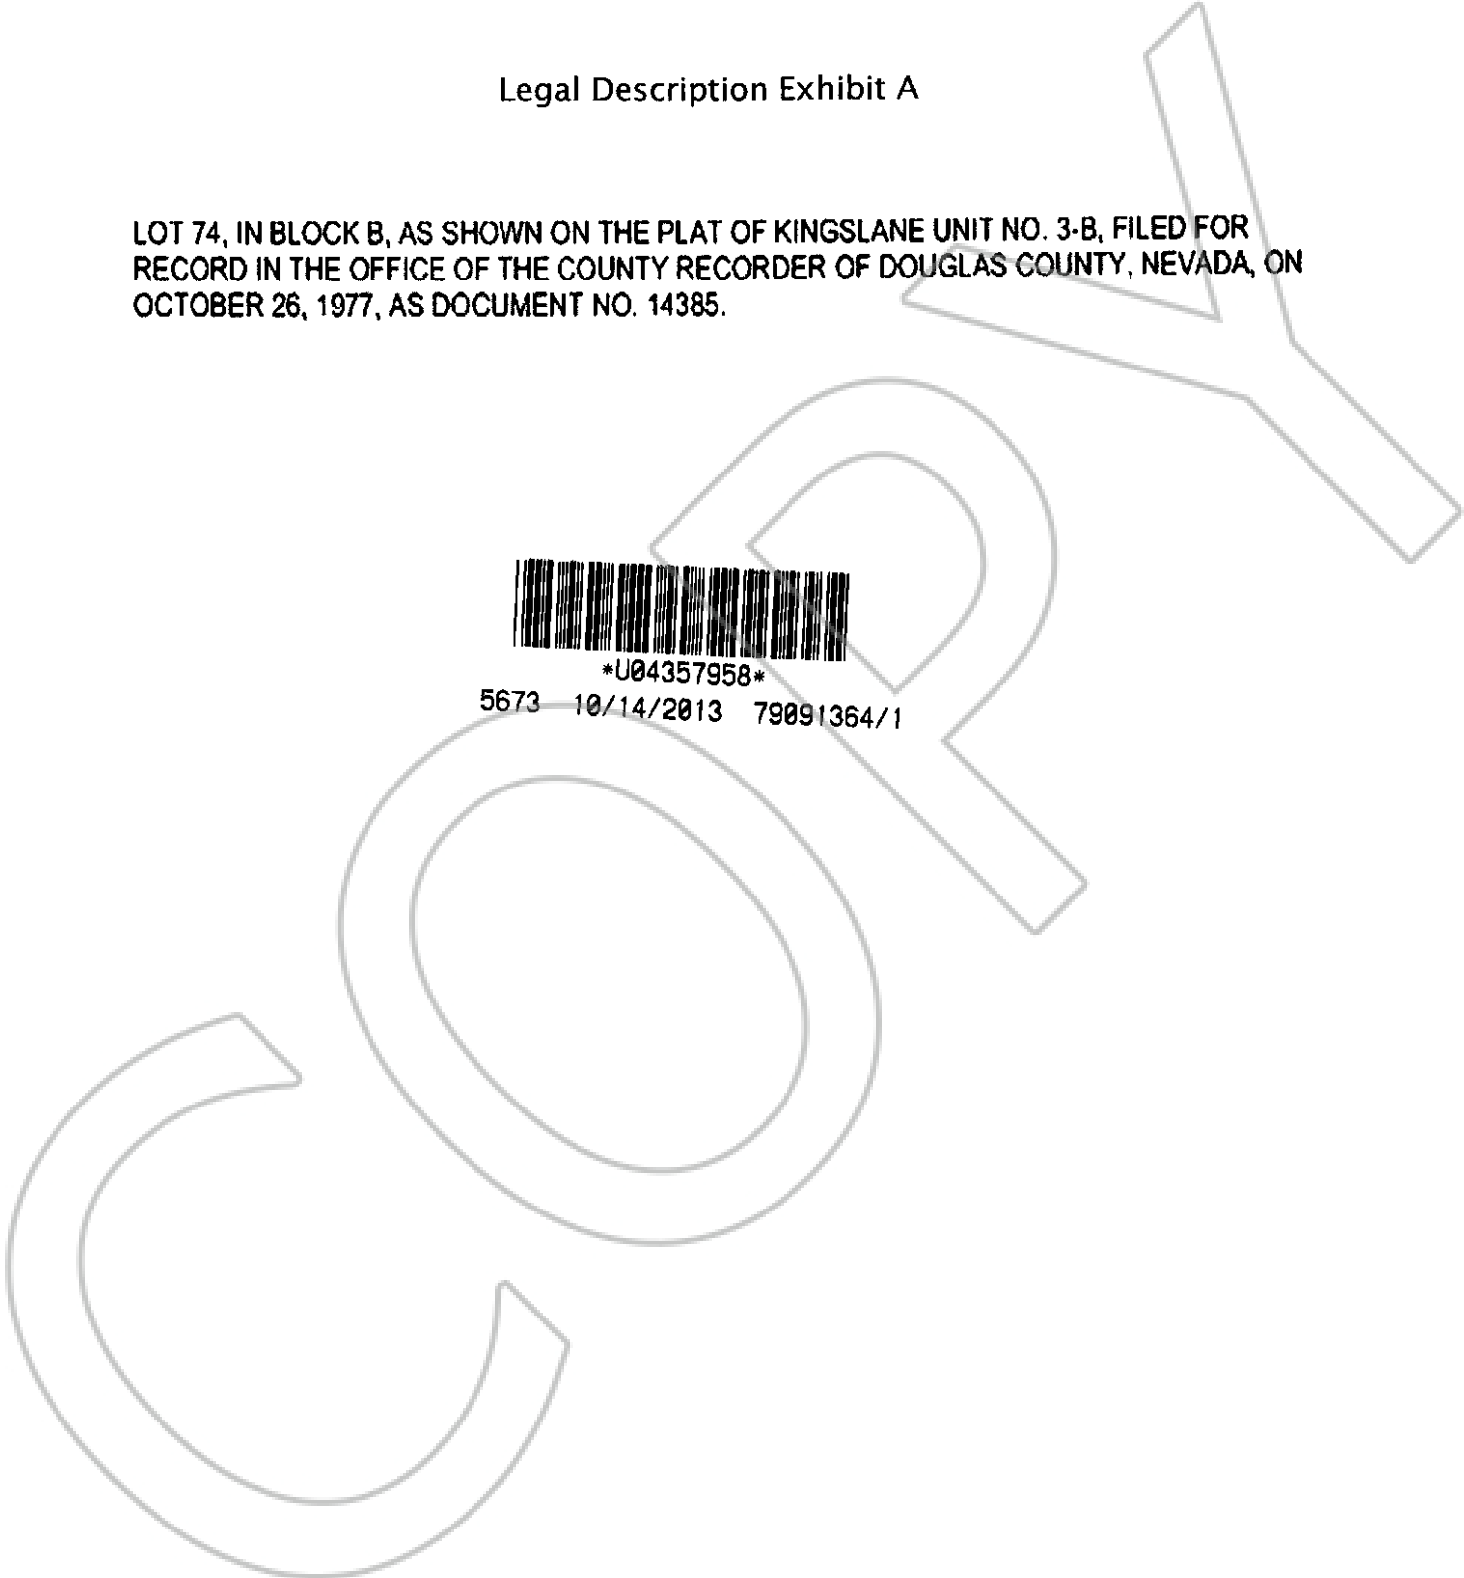 Legal Description Exhibit A
LOT 74, IN BLOCK B, AS SHOWN ON THE PLAT OF KINGSLANE UNIT NO. 3-B, FILED FOR
RECORD IN THE OFFICE OF THE COUNTY RECORDER OF DOUGLAS COUNTY, NEVADA, ON
OCTOBER 26, 1977, AS DOCUMENT NO. 14385.
*U04357958*
5673 10/14/2013 79091364/1
COPY